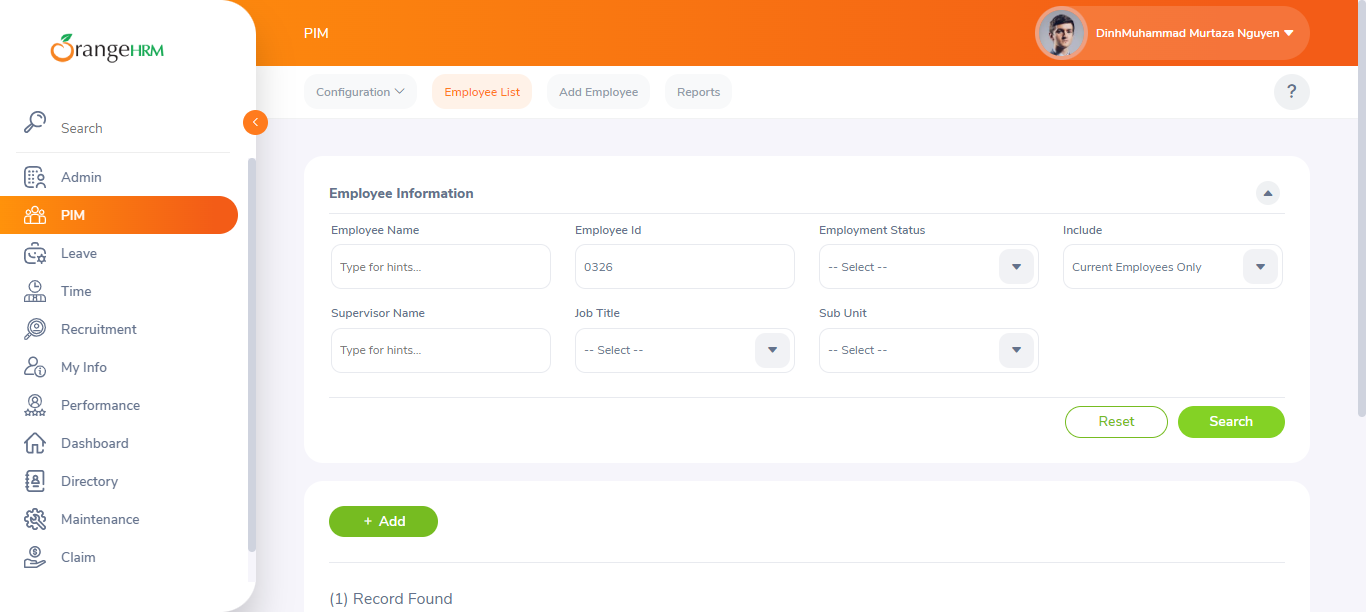 OrangeHRM
PIM
DinhMuhammad Murtaza Nguyen
Configuration
Employee List
Add Employee
Reports
?
Search
Admin
PIM
Leave
Time
Recruitment
My Info
Performance
Dashboard
Directory
Maintenance
Claim
Employee Information
Employee Name
Employee Id
Employment Status
Include
Type for hints...
0326
-- Select --
Current Employees Only
Supervisor Name
Job Title
Sub Unit
Type for hints...
-- Select --
-- Select --
Reset
Search
+ Add
(1) Record Found